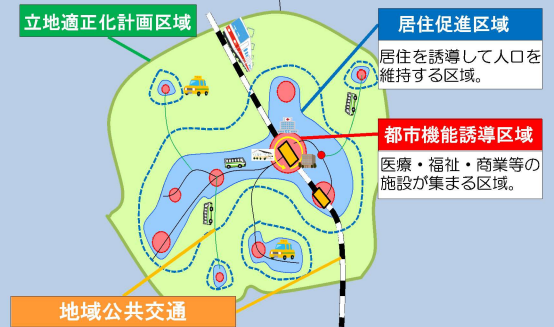 立地適正化計画区域
居住促進区域
居住を誘導して人口を
維持する区域。
都市機能誘導区域
医療・福祉・商業等の
施設が集まる区域。
地域公共交通